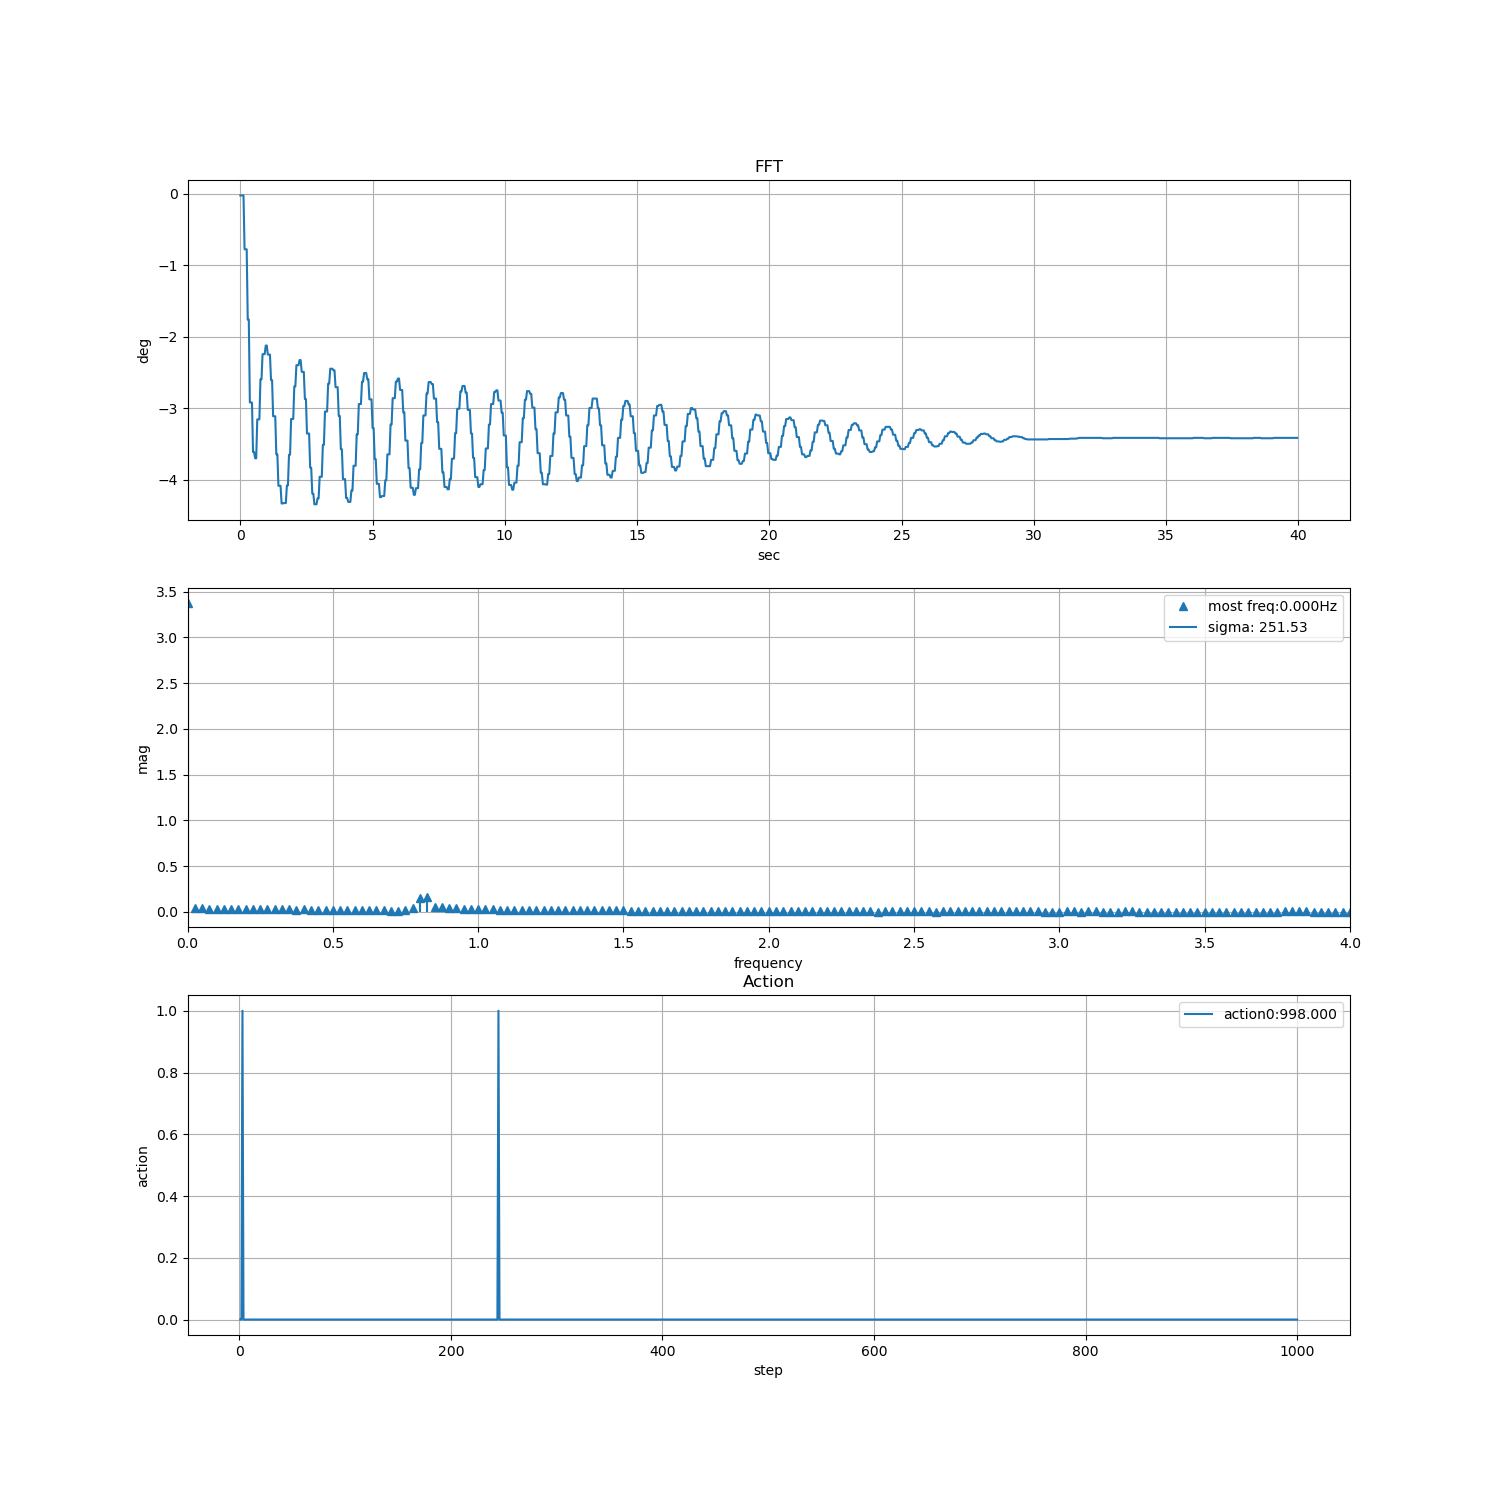 FFT
0
−1
−2
−3
−4
deg
0 5 10 15 20 25 30 35 40
sec
3.5
3.0
2.5
2.0
1.5
1.0
0.5
0.0
mag
most freq:0.000Hz
sigma: 251.53
0.0 0.5 1.0 1.5 2.0 2.5 3.0 3.5 4.0
frequency
Action
1.0
0.8
0.6
0.4
0.2
0.0
action
action0:998.000
0 200 400 600 800 1000
step